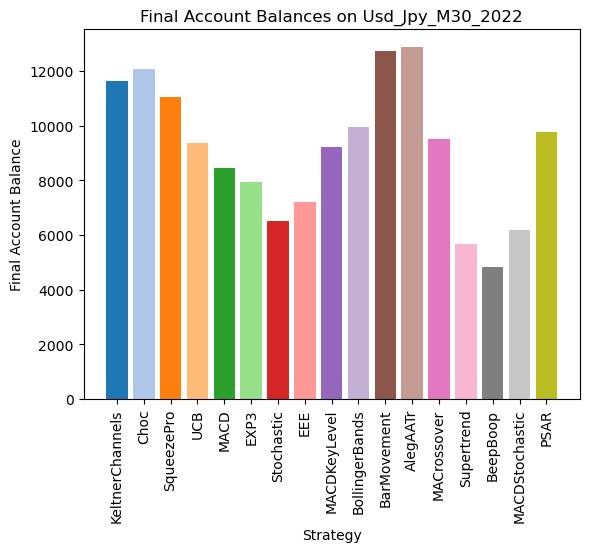 Final Account Balances on Usd_Jpy_M30_2022
Final Account Balance
12000
10000
8000
6000
4000
2000
0
KeltnerChannels
Choc
SqueezePro
UCB
MACD
EXP3
Stochastic
EEE
MACDKeyLevel
BollingerBands
BarMovement
AlegAATr
MACrossover
Supertrend
BeepBoop
MACDStochastic
PSAR
Strategy